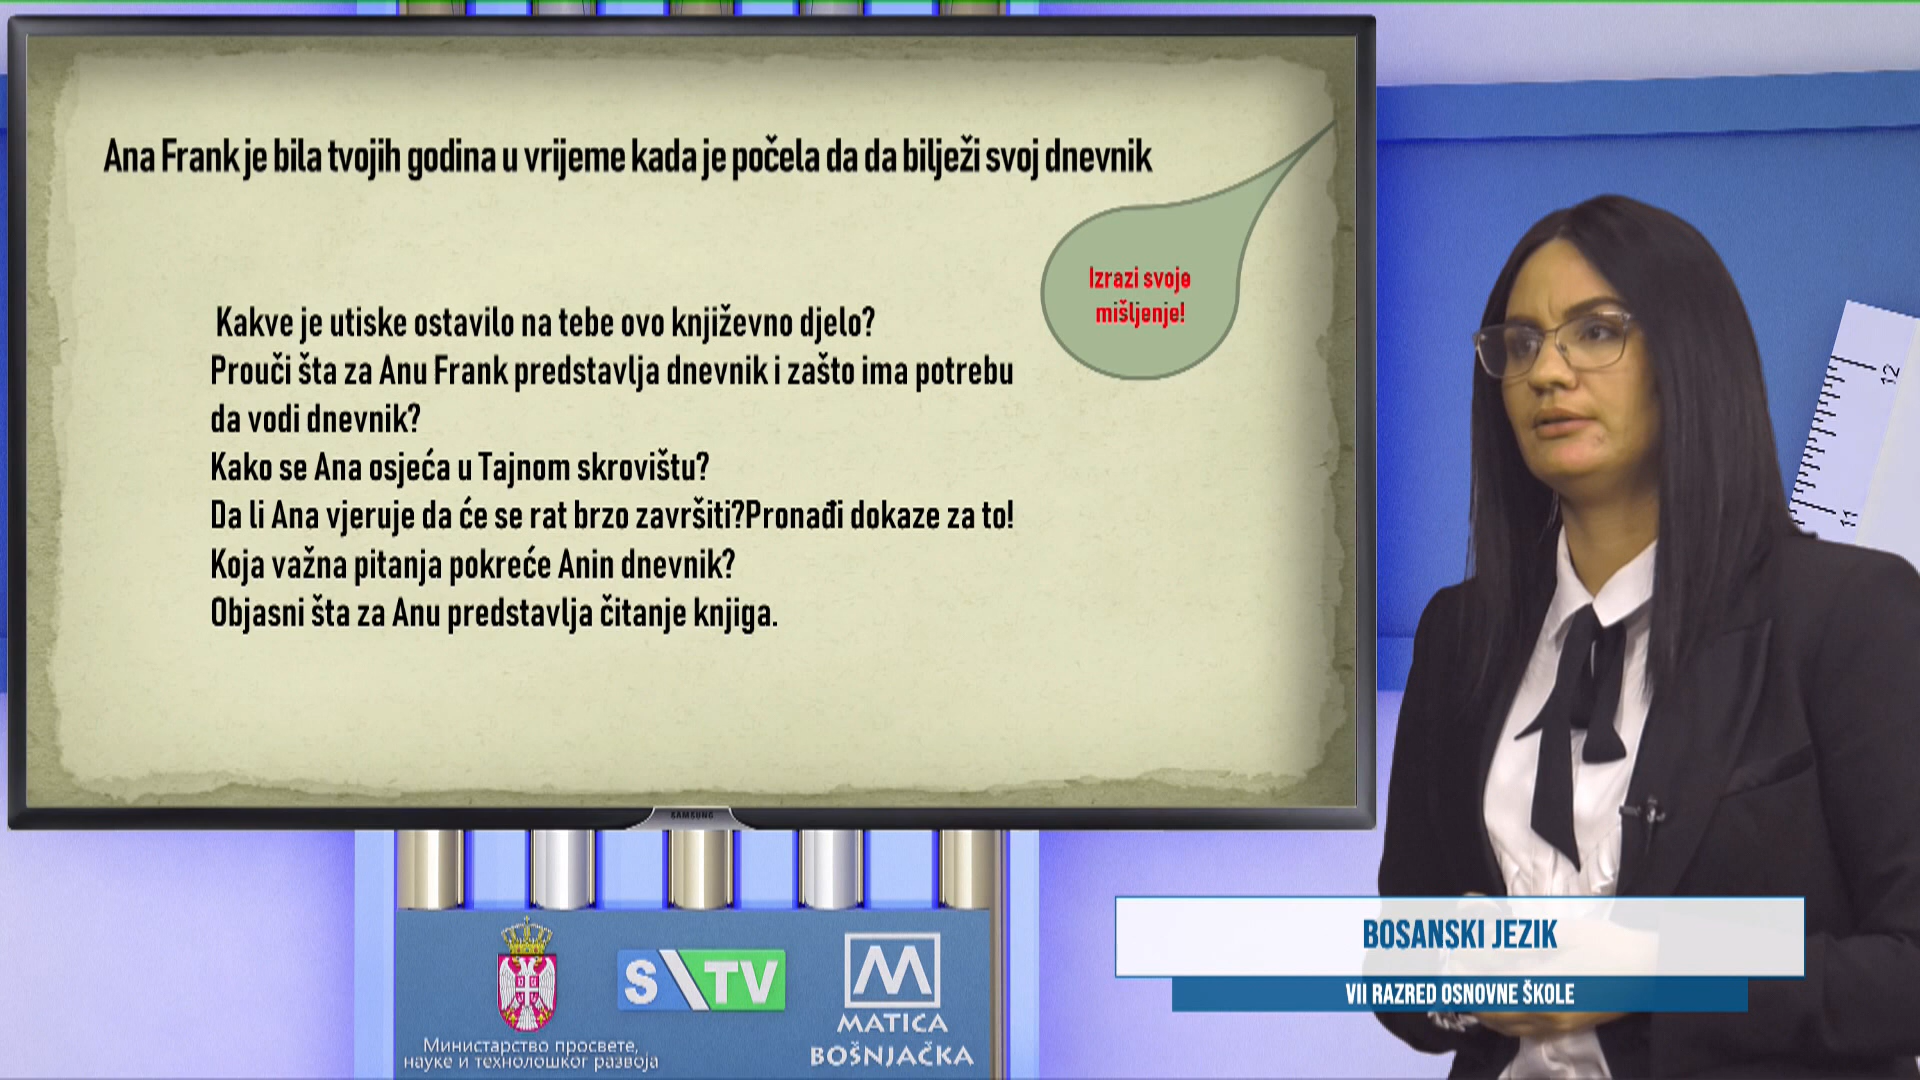 Ana Frank je bila tvojih godina u vrijeme kada je počela da da bilježi svoj dnevnik
Izrazi svoje
mišljenje!
Kakve je utiske ostavilo na tebe ovo književno djelo?
Prouči šta za Anu Frank predstavlja dnevnik i zašto ima potrebu
da vodi dnevnik?
Kako se Ana osjeća u Tajnom skrovištu?
Da li Ana vjeruje da će se rat brzo završiti?Pronađi dokaze za to!
Koja važna pitanja pokreće Anin dnevnik?
Objasni šta za Anu predstavlja čitanje knjiga.
SAMSUNG
12
11
BOSANSKI JEZIK
VII RAZRED OSNOVNE ŠKOLE
Министарство просвете,
науке и технолошког развоја
S TV
MATICA
BOŠNJAČKA